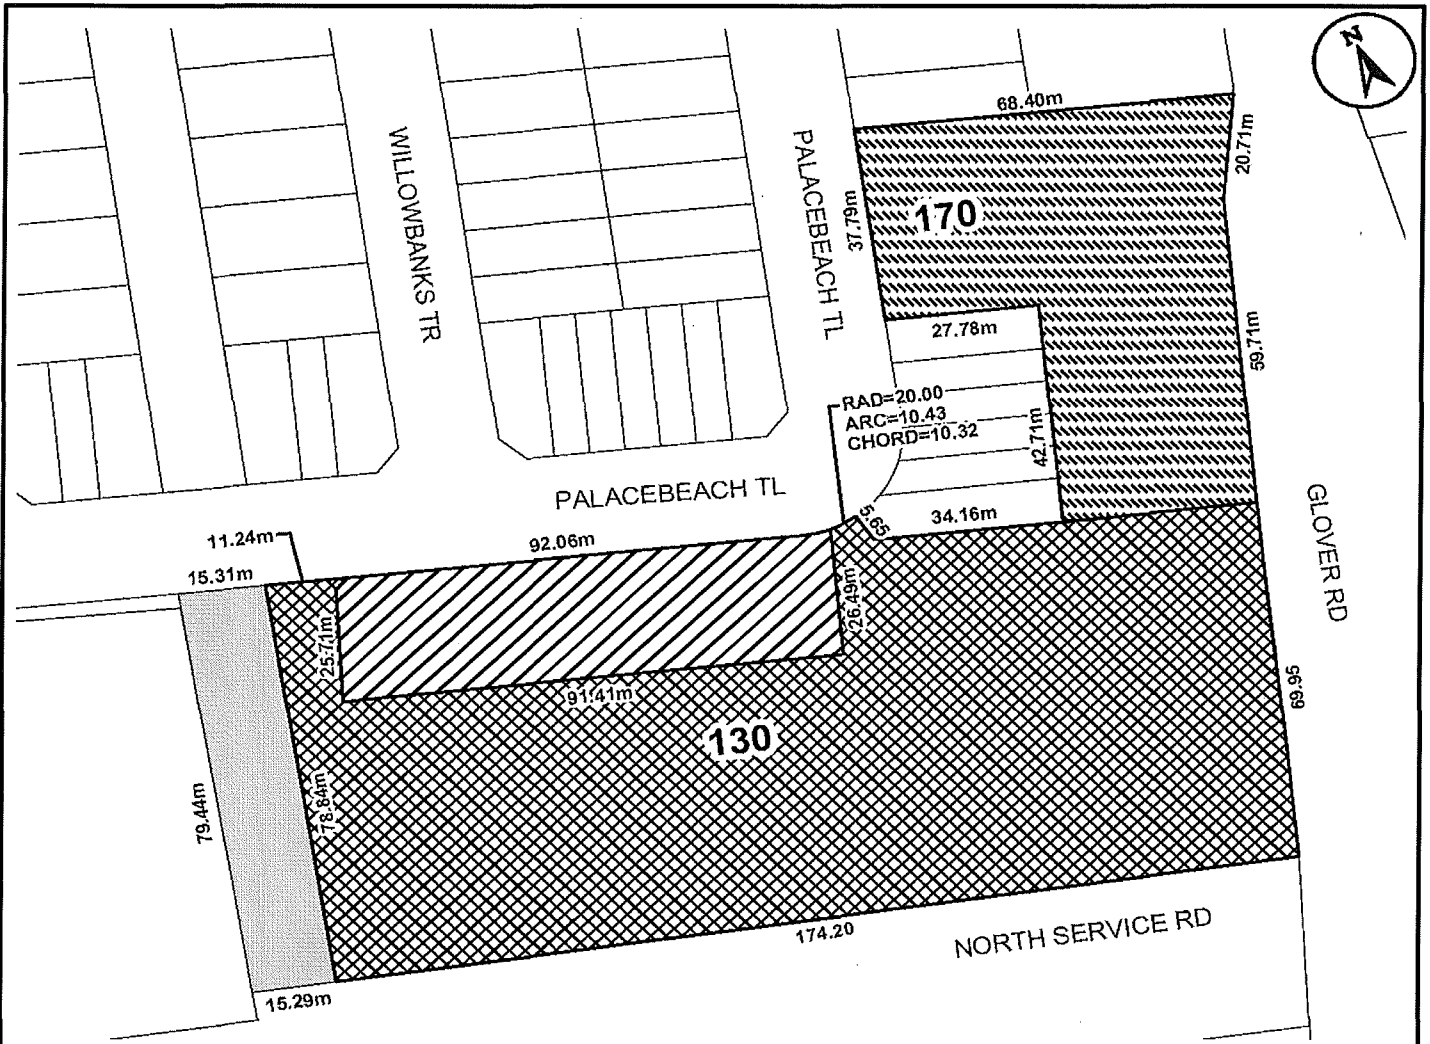 N
68.40m
20.71m
WILLOWBANKS TR
PALACEBEACH TL
37.79m
170
27.78m
59.71m
RAD=20.00
ARC=10.43
CHORD=10.32
42.71m
PALACEBEACH TL
5.65
34.16m
GLOVER RD
11.24m
92.06m
15.31m
25.71m
26.49m
91.41m
130
69.95
79.44m
78.84m
174.20
NORTH SERVICE RD
15.29m